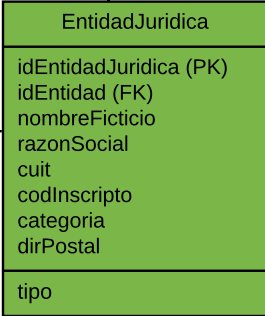 EntidadJuridica
idEntidadJuridica (PK)
idEntidad (FK)
nombreFicticio
razonSocial
cuit
codInscripto
categoria
dirPostal
tipo